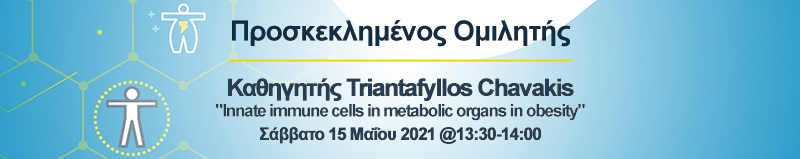 Προσκεκλημένος Ομιλητής
Καθηγητής Triantafyllos Chavakis
"Innate immune cells in metabolic organs in obesity"
Σάββατο 15 Μαΐου 2021 @13:30-14:00